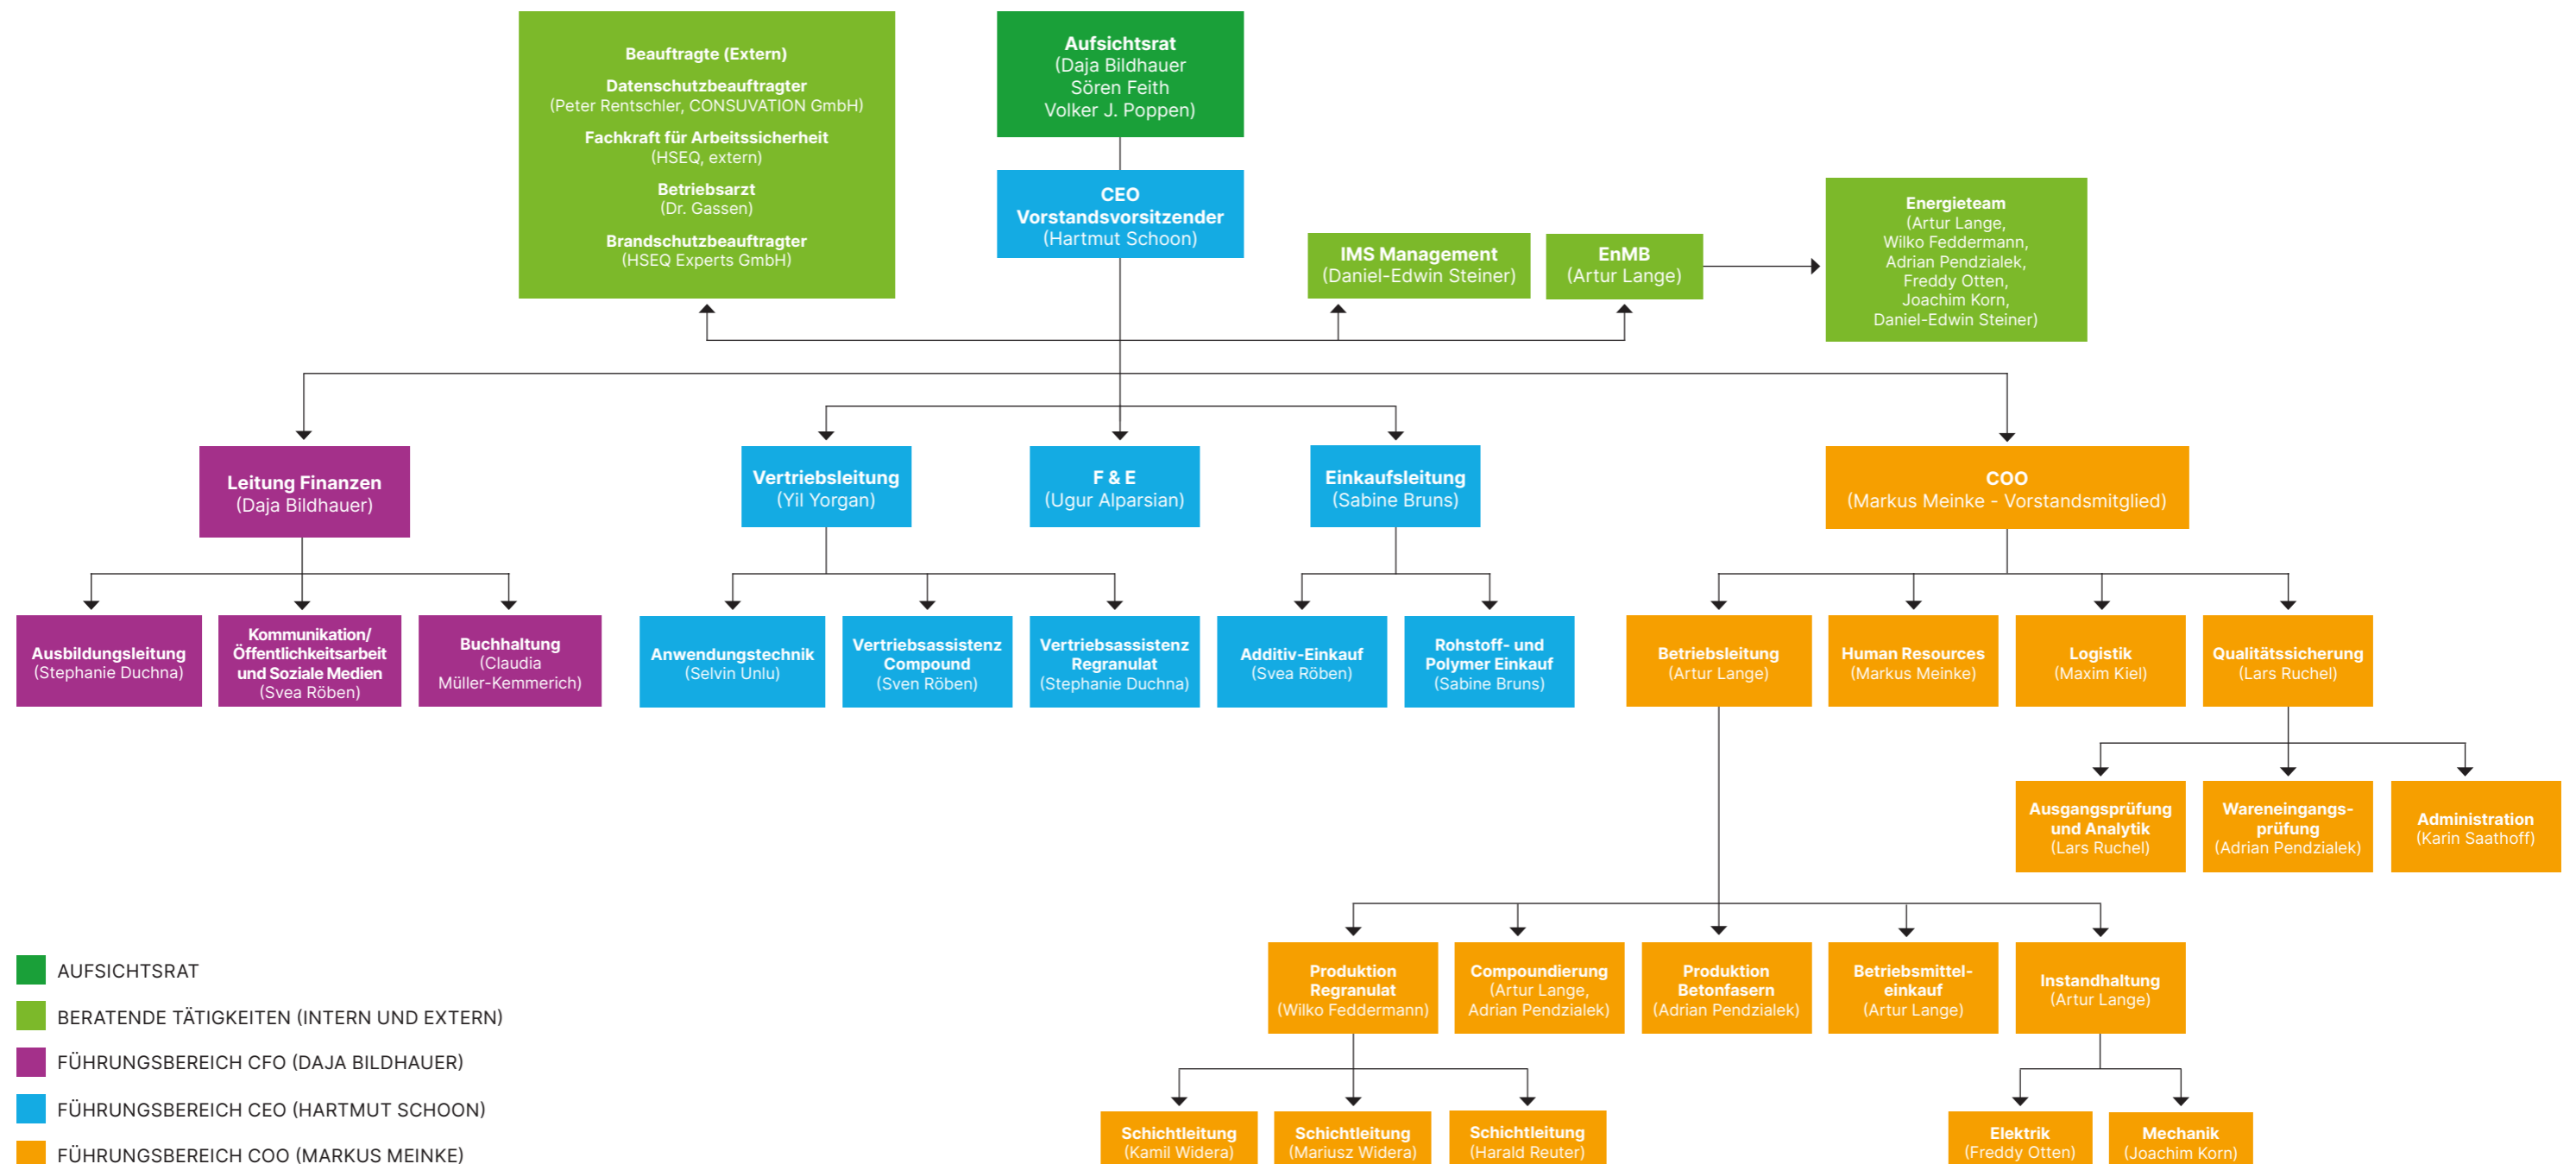 Beauftragte (Extern)
Datenschutzbeauftragter
(Peter Rentschler, CONSUVATION GmbH)
Fachkraft für Arbeitssicherheit
(HSEQ, extern)
Betriebsarzt
(Dr. Gassen)
Brandschutzbeauftragter
(HSEQ Experts GmbH)
Aufsichtsrat
(Daja Bildhauer
Sören Feith
Volker J. Poppen)
CEO
Vorstandsvorsitzender
(Hartmut Schoon)
IMS Management
(Daniel-Edwin Steiner)
EnMB
(Artur Lange)
Energieteam
(Artur Lange,
Wilko Feddermann,
Adrian Pendzialek,
Freddy Otten,
Joachim Korn,
Daniel-Edwin Steiner)
Leitung Finanzen
(Daja Bildhauer)
Vertriebsleitung
(Yil Yorgan)
F & E
(Ugur Alparsian)
Einkaufsleitung
(Sabine Bruns)
COO
(Markus Meinke - Vorstandsmitglied)
Ausbildungsleitung
(Stephanie Duchna)
Kommunikation/
Öffentlichkeitsarbeit
und Soziale Medien
(Svea Röben)
Buchhaltung
(Claudia
Müller-Kemmerich)
Anwendungstechnik
(Selvin Unlu)
Vertriebsassistenz
Compound
(Sven Röben)
Vertriebsassistenz
Regranulat
(Stephanie Duchna)
Additiv-Einkauf
(Svea Röben)
Rohstoff- und
Polymer Einkauf
(Sabine Bruns)
Betriebsleitung
(Artur Lange)
Human Resources
(Markus Meinke)
Logistik
(Maxim Kiel)
Qualitätssicherung
(Lars Ruchel)
Ausgangsprüfung
und Analytik
(Lars Ruchel)
Wareneingangs-
prüfung
(Adrian Pendzialek)
Administration
(Karin Saathoff)
Produktion
Regranulat
(Wilko Feddermann)
Compoundierung
(Artur Lange,
Adrian Pendzialek)
Produktion
Betonfasern
(Adrian Pendzialek)
Betriebsmittel-
einkauf
(Artur Lange)
Instandhaltung
(Artur Lange)
Schichtleitung
(Kamil Widera)
Schichtleitung
(Mariusz Widera)
Schichtleitung
(Harald Reuter)
Elektrik
(Freddy Otten)
Mechanik
(Joachim Korn)
AUFSICHTSRAT
BERATENDE TÄTIGKEITEN (INTERN UND EXTERN)
FÜHRUNGSBEREICH CFO (DAJA BILDHAUER)
FÜHRUNGSBEREICH CEO (HARTMUT SCHOON)
FÜHRUNGSBEREICH COO (MARKUS MEINKE)